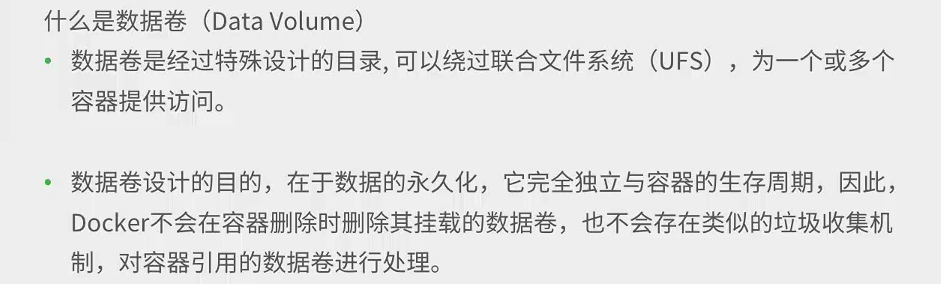 什么是数据卷（Data Volume）
• 数据卷是经过特殊设计的目录, 可以绕过联合文件系统（UFS），为一个或多个
容器提供访问。
• 数据卷设计的目的，在于数据的永久化，它完全独立与容器的生存周期，因此，
Docker不会在容器删除时删除其挂载的数据卷，也不会存在类似的垃圾收集机
制，对容器引用的数据卷进行处理。